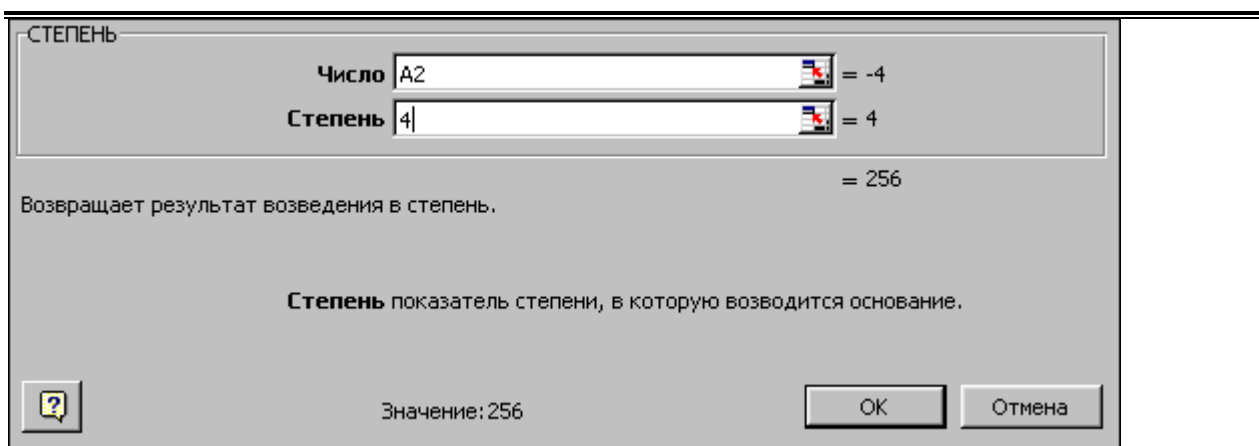 СТЕПЕНЬ
Число A2 = -4
Степень 4 = 4
= 256
Возвращает результат возведения в степень.
Степень показатель степени, в которую возводится основание.
? Значение:256 OK Отмена